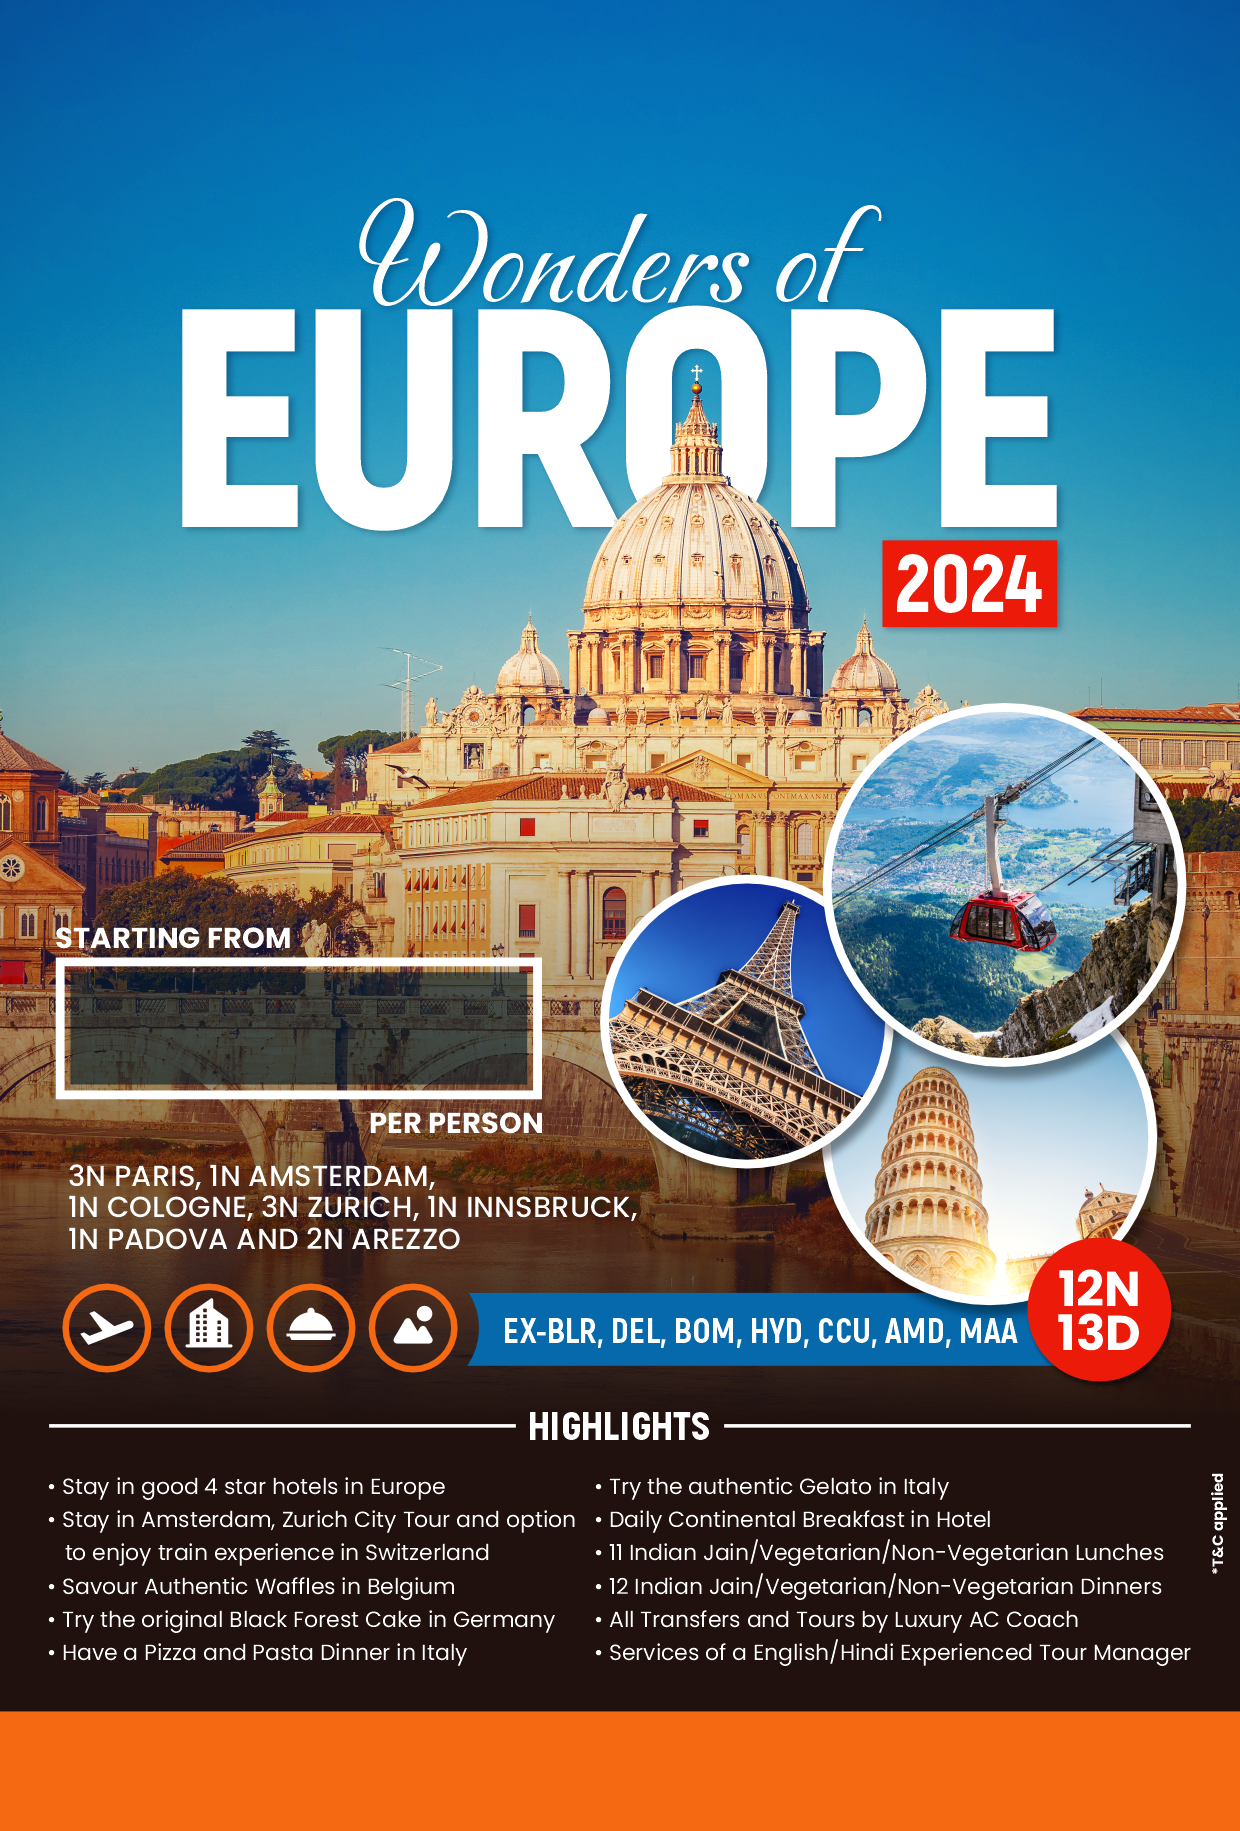 Wonders of
EUROPE
2024
STARTING FROM
PER PERSON
3N PARIS, 1N AMSTERDAM,
1N COLOGNE, 3N ZURICH, 1N INNSBRUCK,
1N PADOVA AND 2N AREZZO
EX-BLR, DEL, BOM, HYD, CCU, AMD, MAA
12N
13D
HIGHLIGHTS
• Stay in good 4 star hotels in Europe
• Stay in Amsterdam, Zurich City Tour and option
to enjoy train experience in Switzerland
• Savour Authentic Waffles in Belgium
• Try the original Black Forest Cake in Germany
• Have a Pizza and Pasta Dinner in Italy
• Try the authentic Gelato in Italy
• Daily Continental Breakfast in Hotel
• 11 Indian Jain/Vegetarian/Non-Vegetarian Lunches
• 12 Indian Jain/Vegetarian/Non-Vegetarian Dinners
• All Transfers and Tours by Luxury AC Coach
• Services of a English/Hindi Experienced Tour Manager
*T&C applied